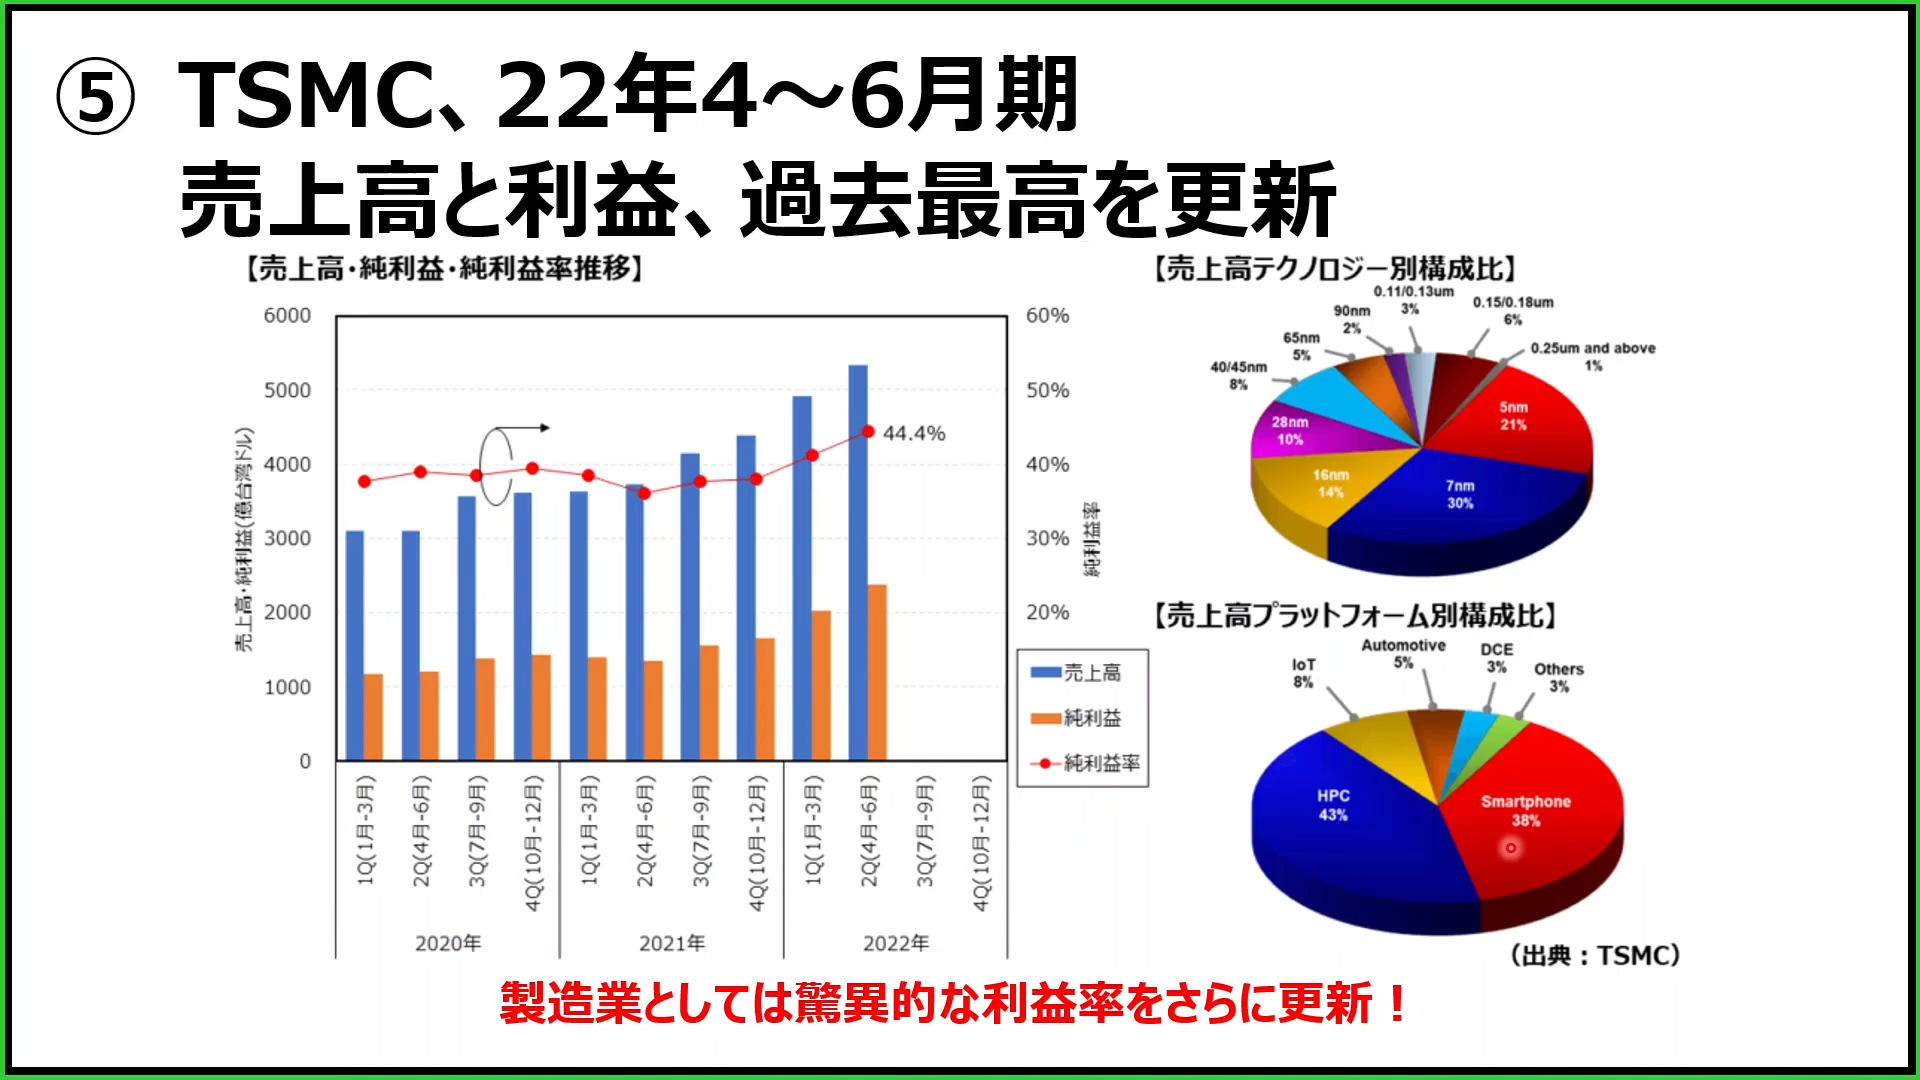 ⑤ TSMC、22年4～6月期
売上高と利益、過去最高を更新
【売上高・純利益・純利益率推移】
6000
5000
4000
3000
2000
1000
0
売上高・純利益(億台湾ドル)
60%
50%
40%
30%
20%
純利益率
44.4%
売上高
純利益
純利益率
1Q(1月-3月)
2Q(4月-6月)
3Q(7月-9月)
4Q(10月-12月)
1Q(1月-3月)
2Q(4月-6月)
3Q(7月-9月)
4Q(10月-12月)
1Q(1月-3月)
2Q(4月-6月)
3Q(7月-9月)
4Q(10月-12月)
2020年
2021年
2022年
【売上高テクノロジー別構成比】
0.11/0.13um
3%
0.15/0.18um
6%
90nm
2%
65nm
5%
0.25um and above
1%
40/45nm
8%
5nm
21%
28nm
10%
16nm
14%
7nm
30%
【売上高プラットフォーム別構成比】
Automotive
5%
DCE
3%
IoT
8%
Others
3%
HPC
43%
Smartphone
38%
（出典：TSMC）
製造業としては驚異的な利益率をさらに更新！